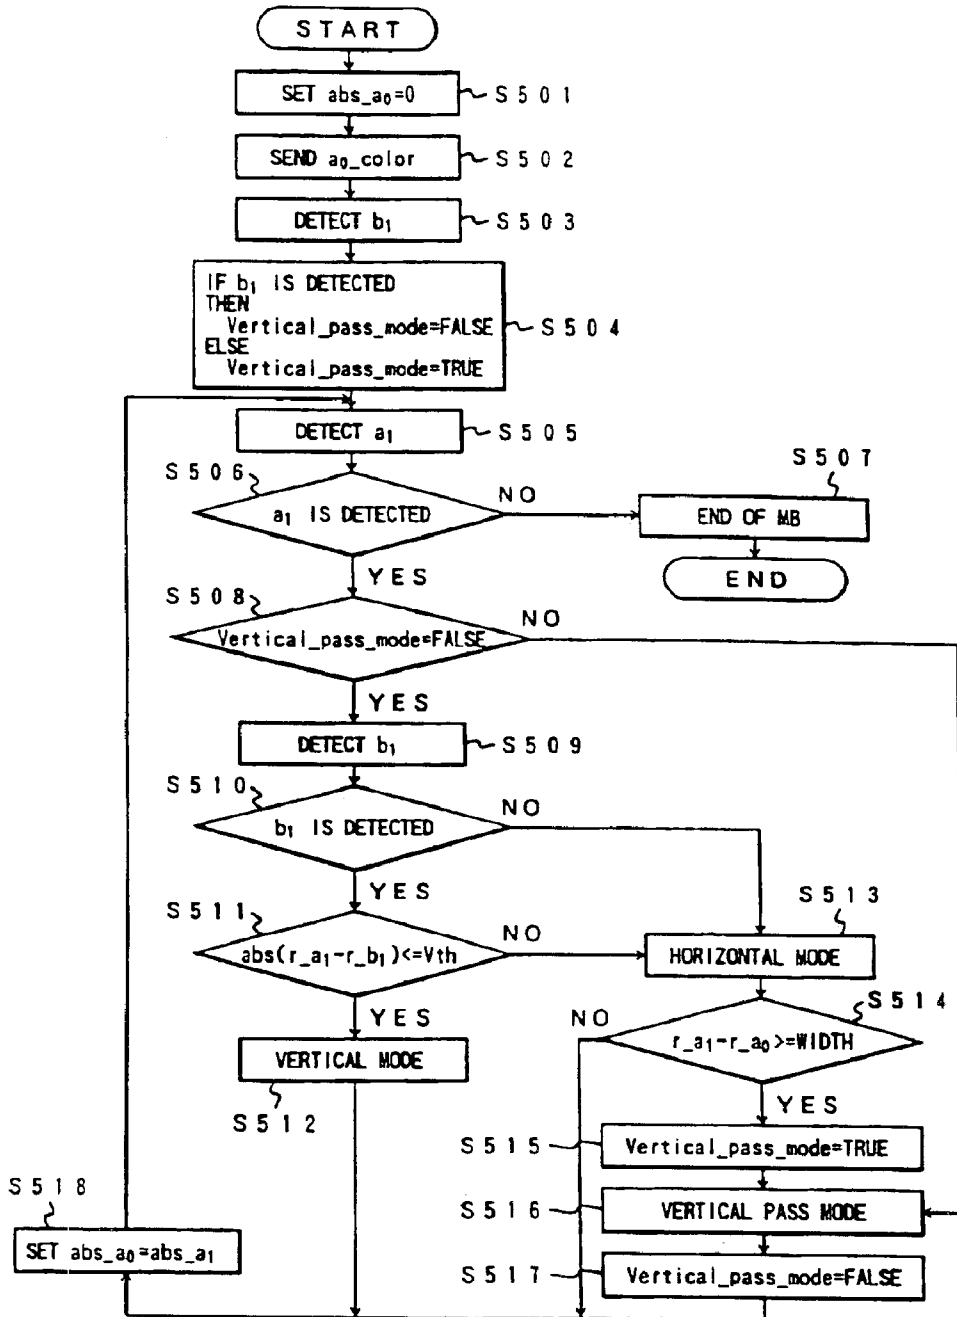 START
SET abs_a₀=0
S501
SEND a₀_color
S502
DETECT b₁
S503
IF b₁ IS DETECTED
THEN
Vertical_pass_mode=FALSE
ELSE
Vertical_pass_mode=TRUE
S504
DETECT a₁
S505
S506
a₁ IS DETECTED
NO
S507
END OF MB
END
YES
S508
Vertical_pass_mode=FALSE
NO
YES
DETECT b₁
S509
S510
b₁ IS DETECTED
NO
YES
S511
abs(r_a₁-r_b₁)<=Vth
NO
S513
HORIZONTAL MODE
YES
VERTICAL MODE
S512
S514
r_a₁-r_a₀>=WIDTH
NO
YES
S515
Vertical_pass_mode=TRUE
S516
VERTICAL PASS MODE
S517
Vertical_pass_mode=FALSE
S518
SET abs_a₀=abs_a₁